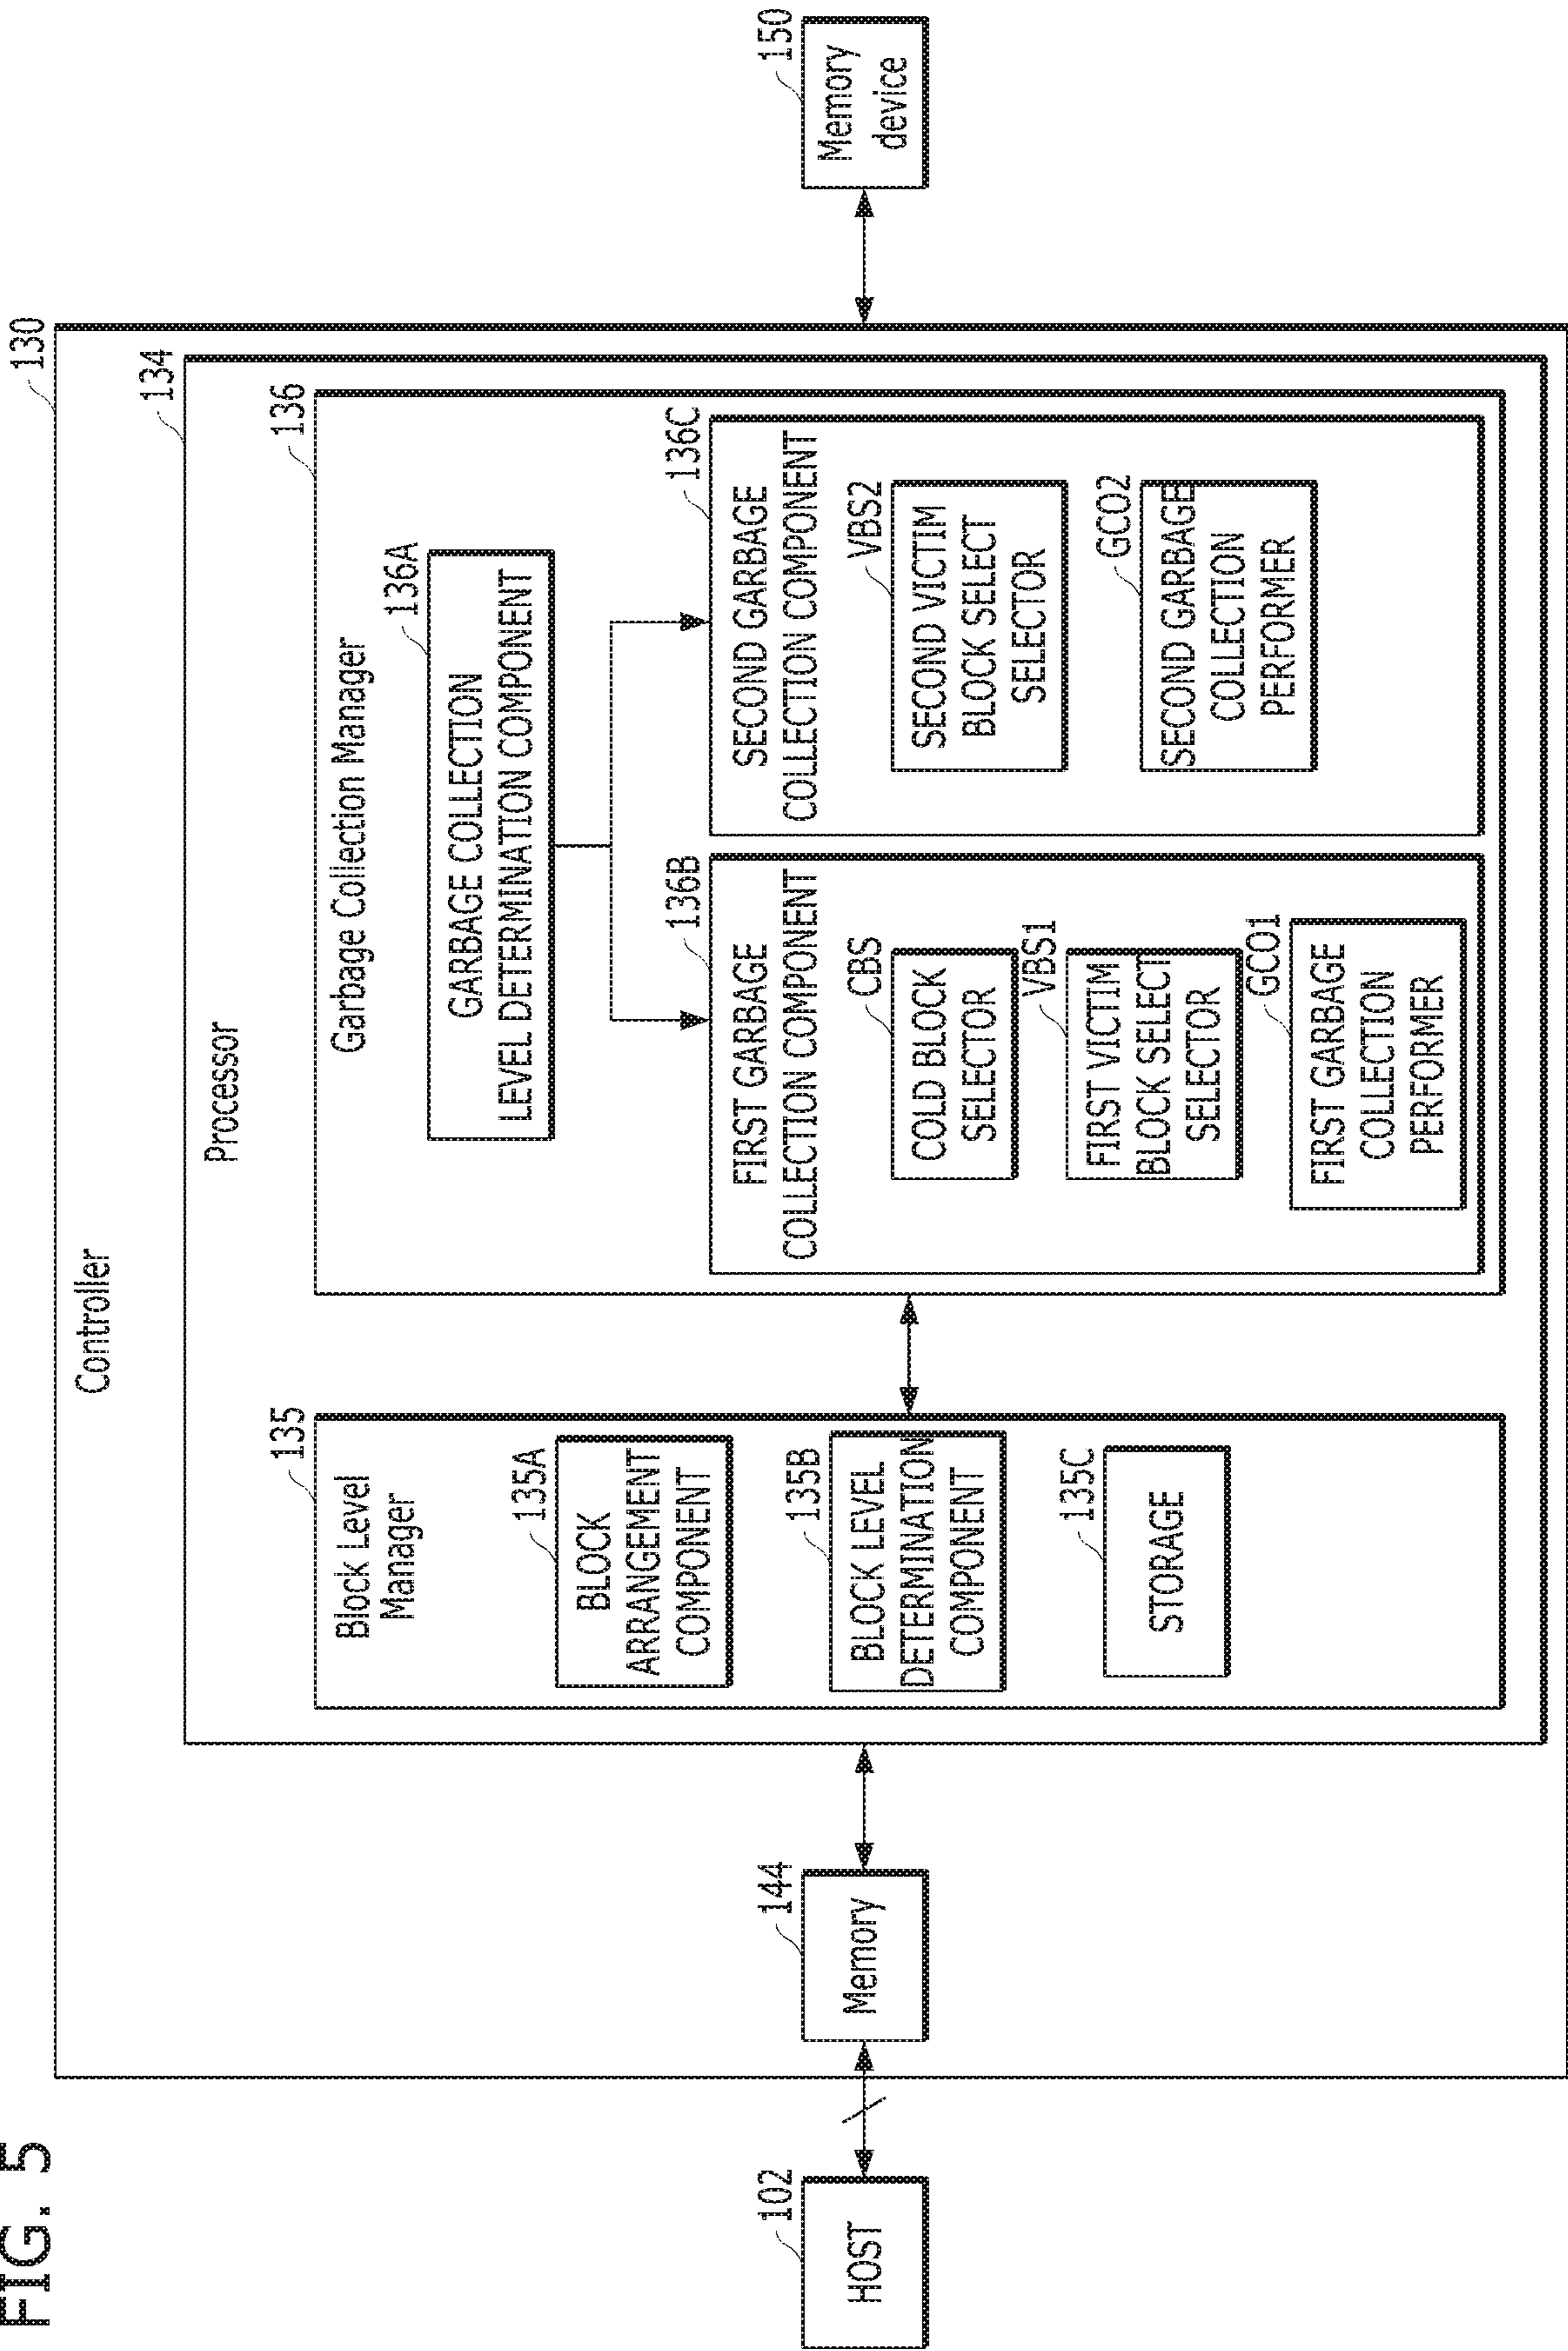 FIG. 5
130
Controller
134
Processor
102
HOST
144
Memory
135
Block Level
Manager
135A
BLOCK
ARRANGEMENT
COMPONENT
135B
BLOCK LEVEL
DETERMINATION
COMPONENT
135C
STORAGE
136
Garbage Collection Manager
136A
GARBAGE COLLECTION
LEVEL DETERMINATION COMPONENT
136B
FIRST GARBAGE
COLLECTION COMPONENT
CBS
COLD BLOCK
SELECTOR
VBS1
FIRST VICTIM
BLOCK SELECT
SELECTOR
GCO1
FIRST GARBAGE
COLLECTION
PERFORMER
136C
SECOND GARBAGE
COLLECTION COMPONENT
VBS2
SECOND VICTIM
BLOCK SELECT
SELECTOR
GCO2
SECOND GARBAGE
COLLECTION
PERFORMER
150
Memory
device